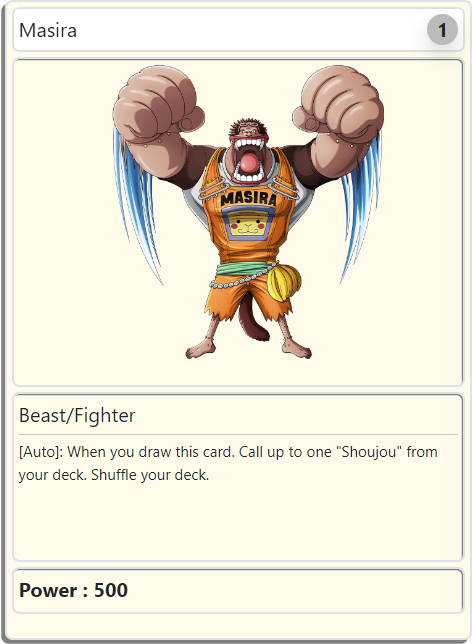 Masira
1
MASIRA
Beast/Fighter
[Auto]: When you draw this card. Call up to one "Shoujou" from
your deck. Shuffle your deck.
Power : 500